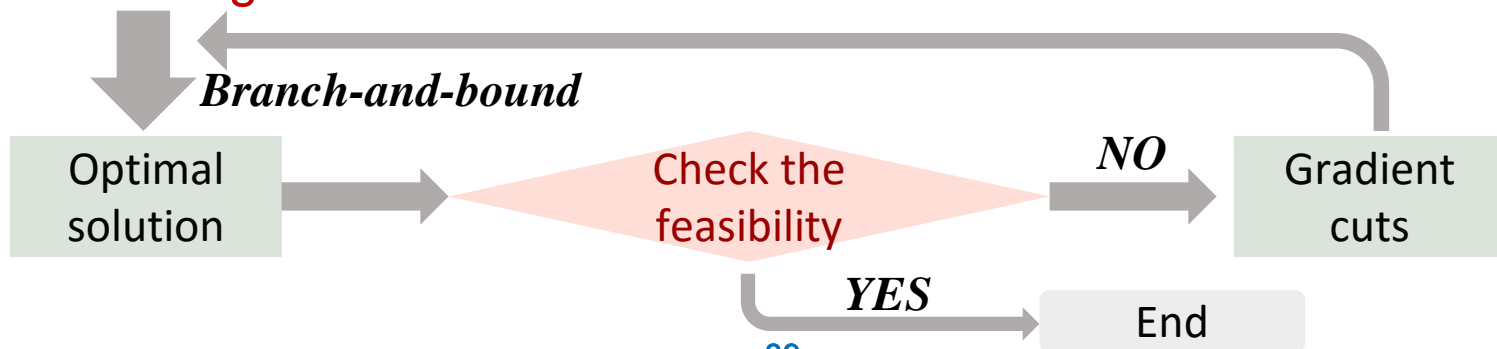 Branch-and-bound
Optimal
solution
Check the
feasibility
NO
Gradient
cuts
YES
End